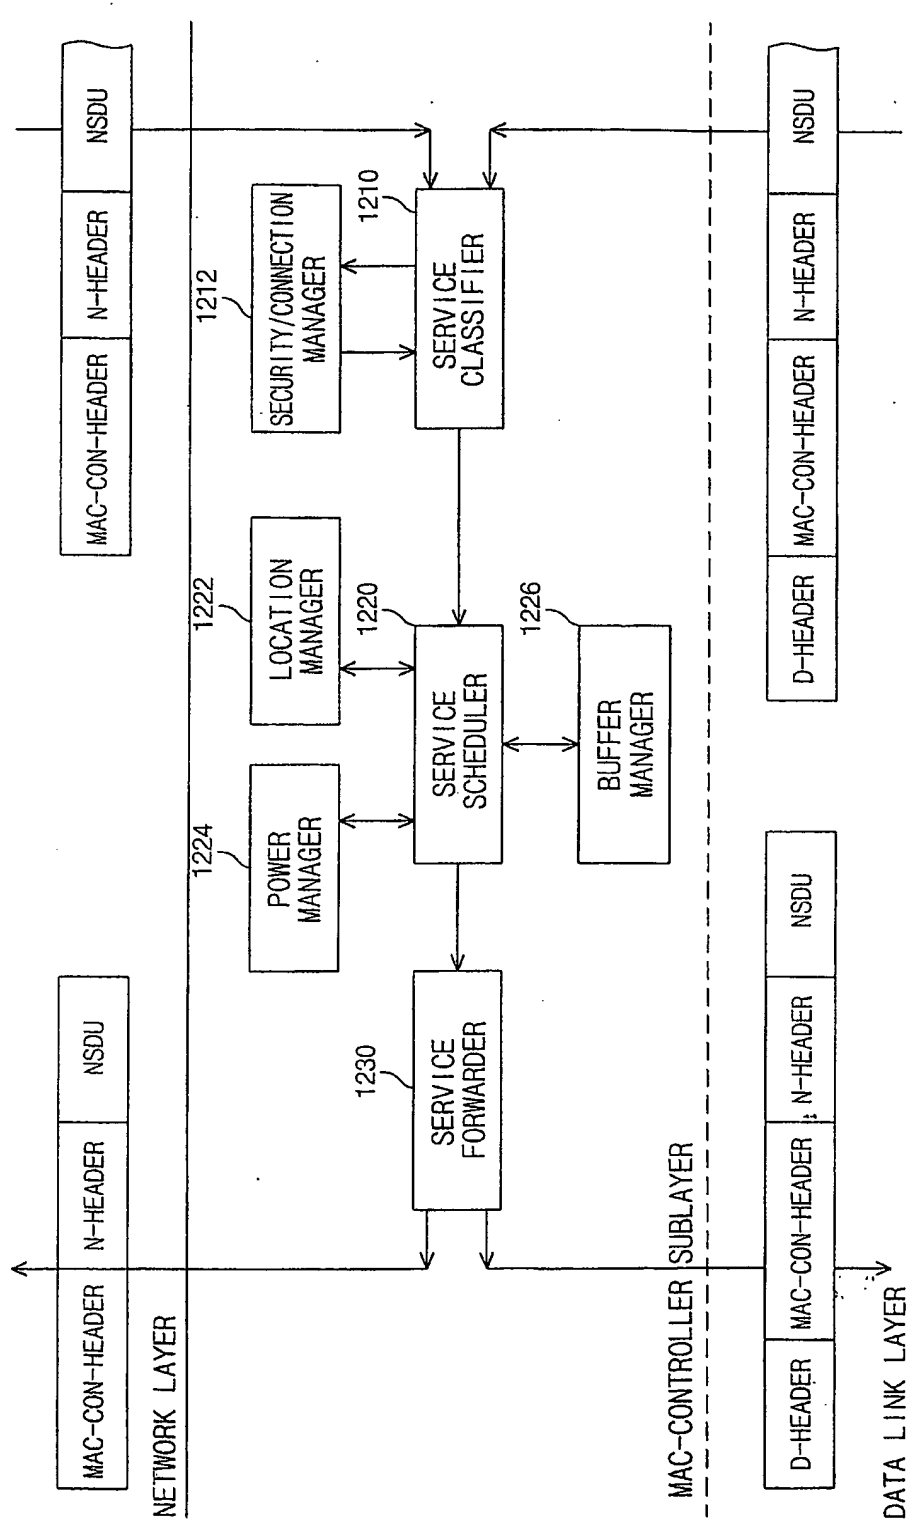 MAC-CON-HEADER
N-HEADER
NSDU
MAC-CON-HEADER
N-HEADER
NSDU
NETWORK LAYER
1224
POWER
MANAGER
1222
LOCATION
MANAGER
1212
SECURITY/CONNECTION
MANAGER
1230
SERVICE
FORWARDER
1220
SERVICE
SCHEDULER
1210
SERVICE
CLASSIFIER
1226
BUFFER
MANAGER
MAC-CONTROLLER SUBLAYER
D-HEADER
MAC-CON-HEADER
N-HEADER
NSDU
D-HEADER
MAC-CON-HEADER
N-HEADER
NSDU
DATA LINK LAYER